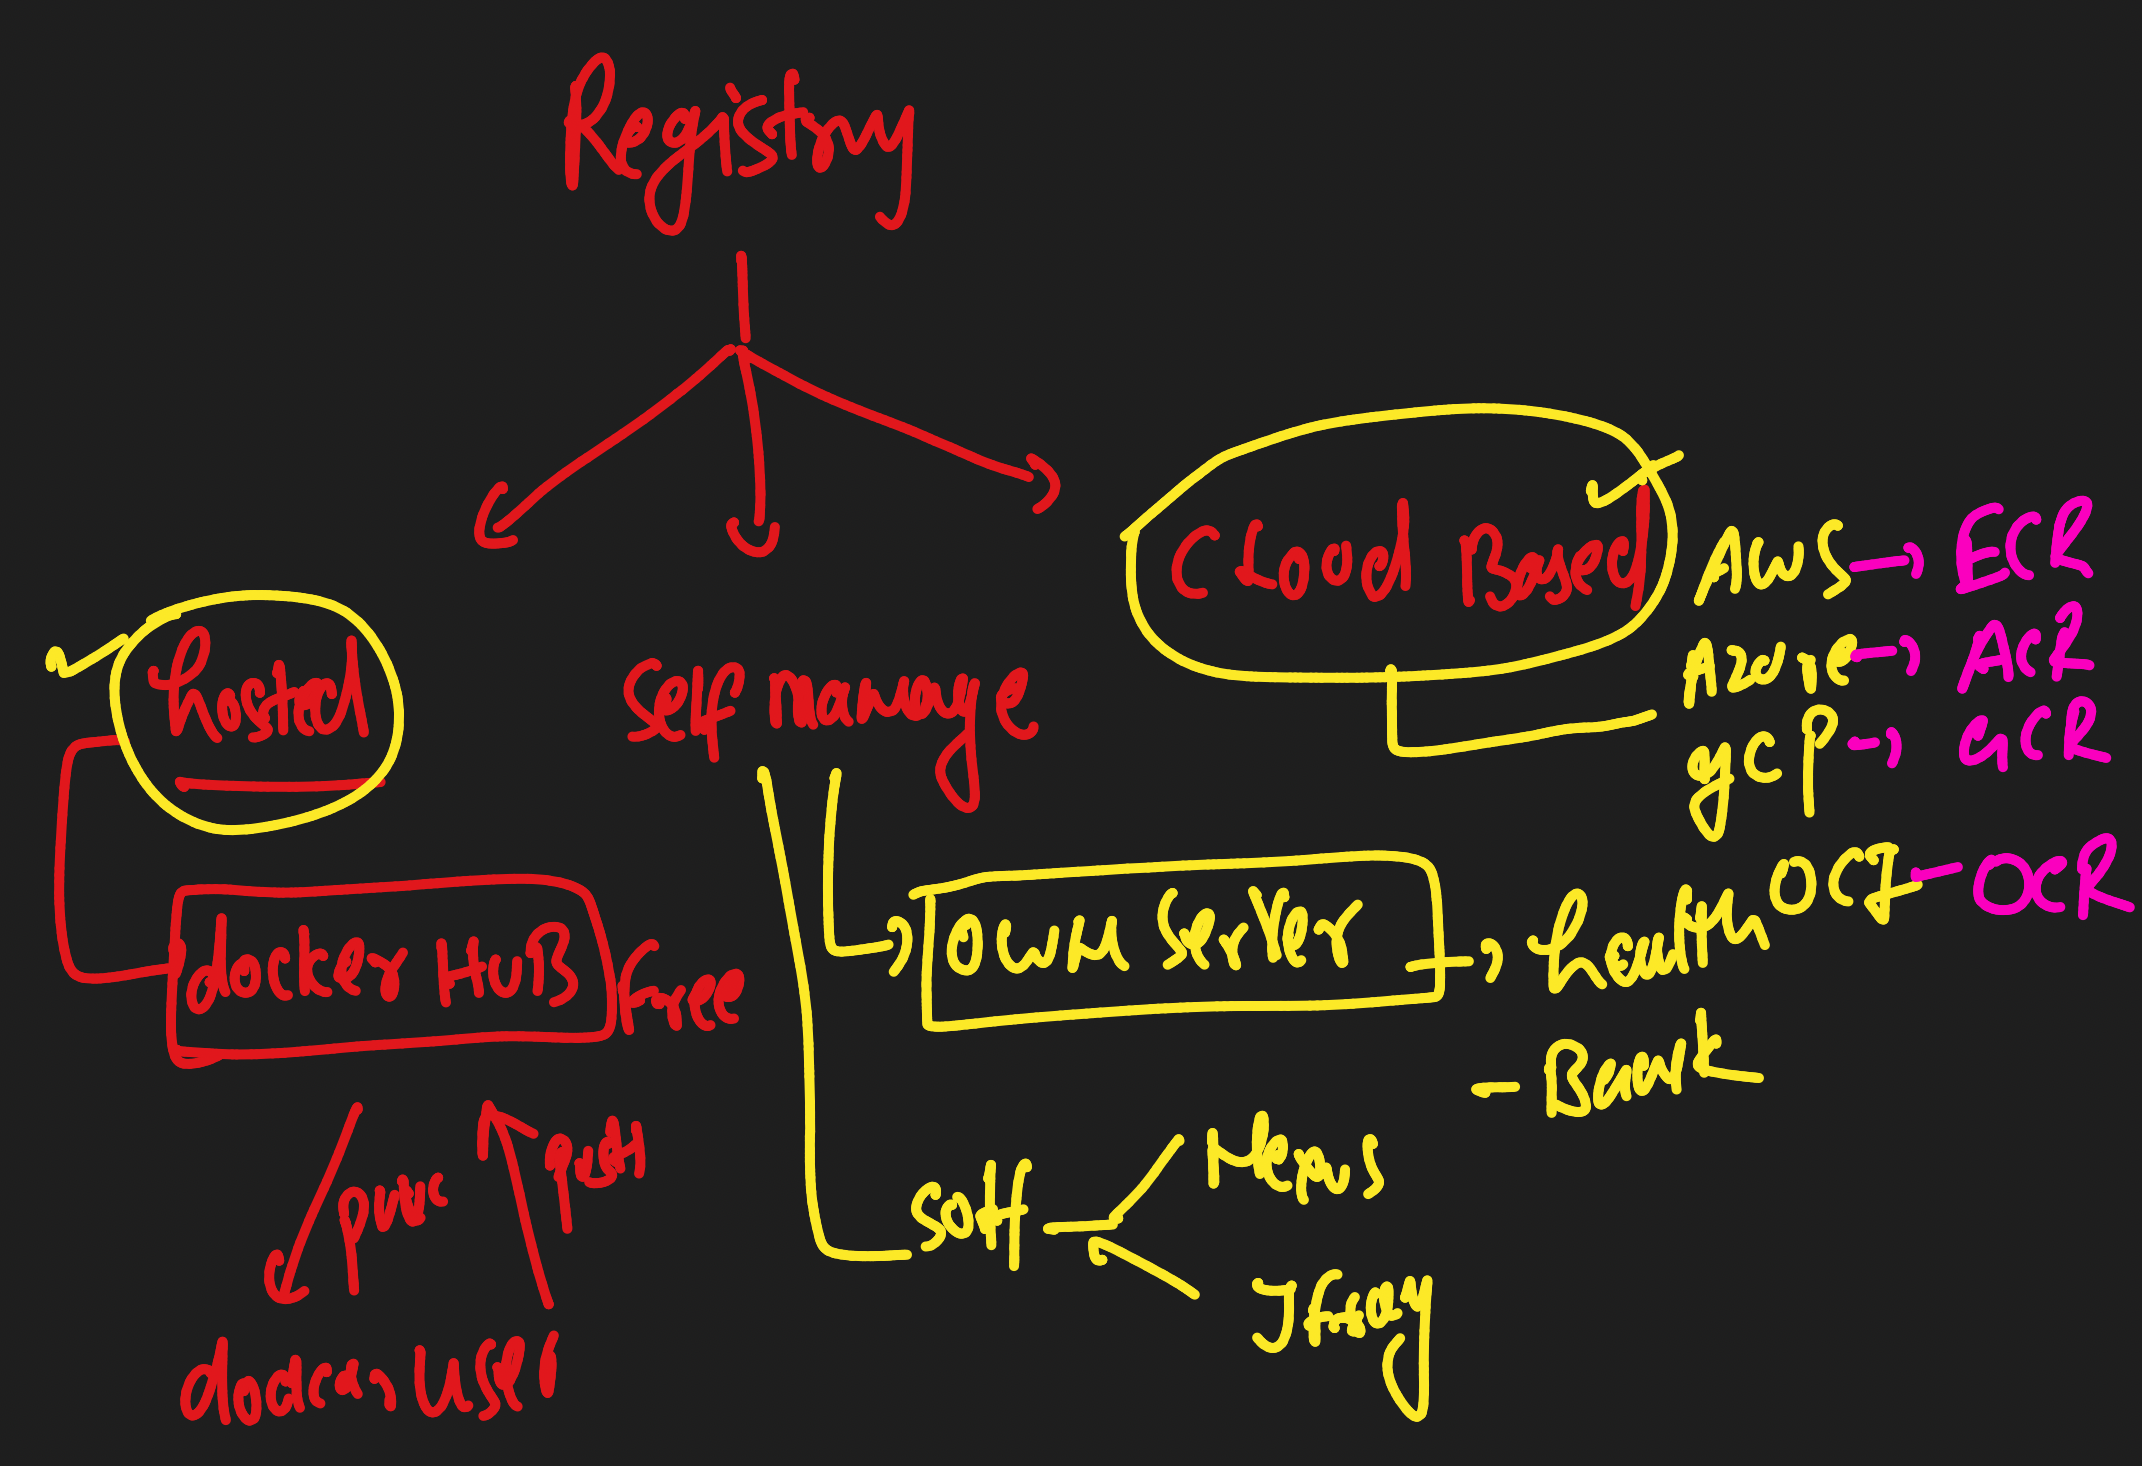 Registry
Cloud Based
AWS → ECR
Azure → ACR
gCP → GCR
OCI - OCR
hosted
Self manage
docker HUB
Free
own server → health
- Bank
pull
push
soft
Nexus
Jfrog
docker user